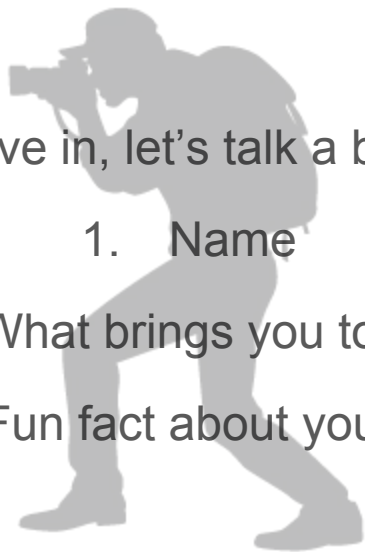 ve in, let's talk a b
1. Name
What brings you to
Fun fact about you